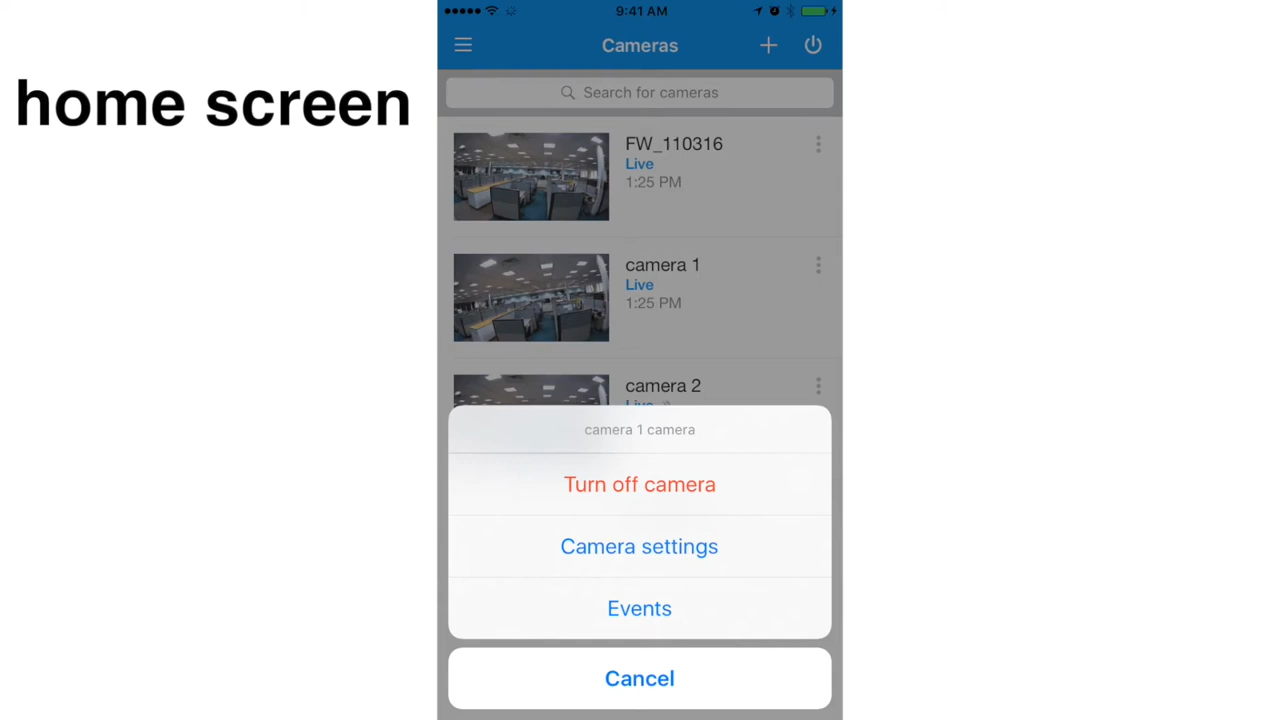 home screen
9:41 AM
Cameras
Search for cameras
FW_110316
Live
1:25 PM
camera 1
Live
1:25 PM
camera 2
Live
camera 1 camera
Turn off camera
Camera settings
Events
Cancel